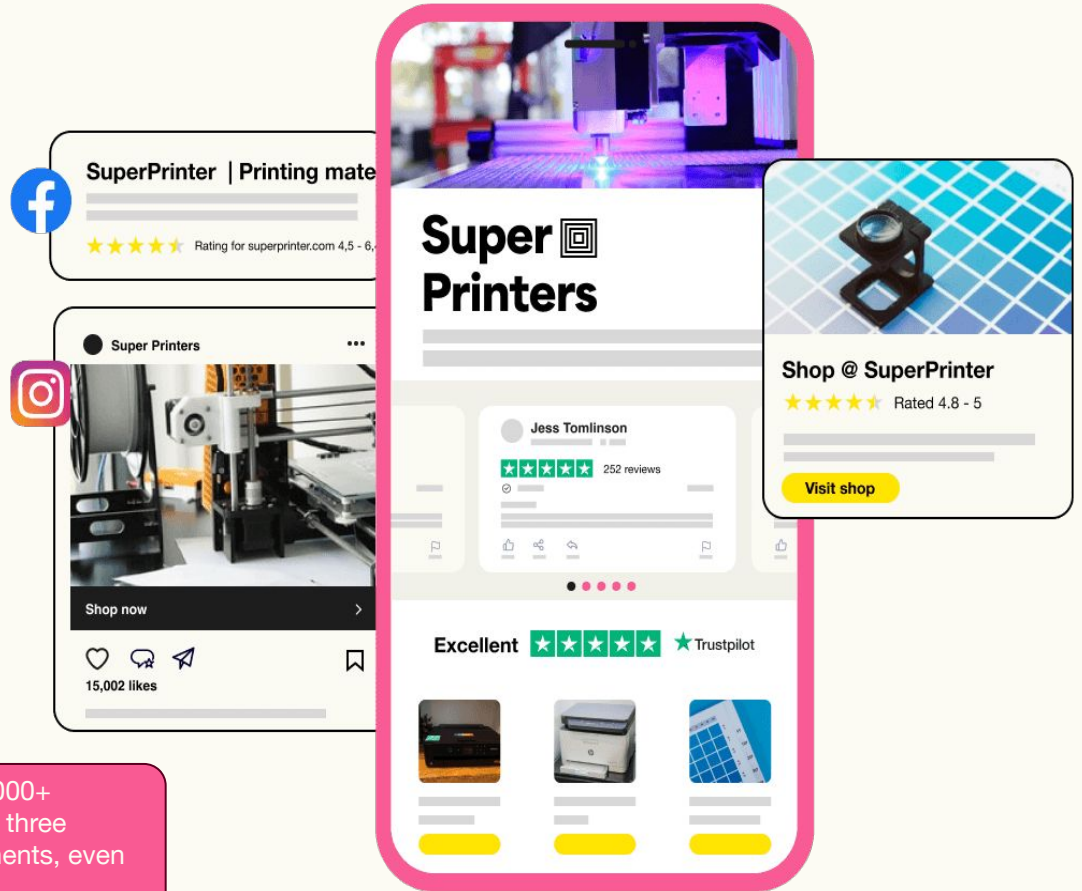 SuperPrinter | Printing mate
Rating for superprinter.com 4,5 - 6,
Super Printers
Shop now
15,002 likes
Super
Printers
Jess Tomlinson
252 reviews
Excellent
Trustpilot
Shop @ SuperPrinter
Rated 4.8 - 5
Visit shop
000+
three
ents, even